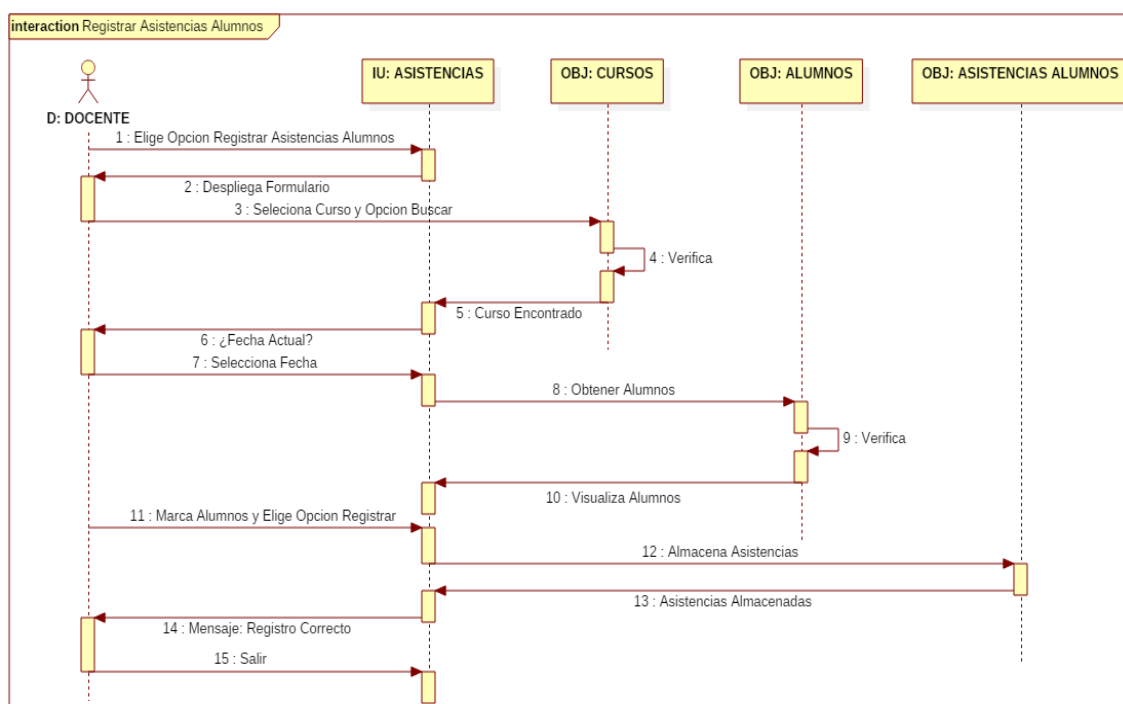 interaction Registrar Asistencias Alumnos
IU: ASISTENCIAS
OBJ: CURSOS
OBJ: ALUMNOS
OBJ: ASISTENCIAS ALUMNOS
D: DOCENTE
1 : Elige Opcion Registrar Asistencias Alumnos
2 : Despliega Formulario
3 : Seleciona Curso y Opcion Buscar
4 : Verifica
5 : Curso Encontrado
6 : ¿Fecha Actual?
7 : Selecciona Fecha
8 : Obtener Alumnos
9 : Verifica
10 : Visualiza Alumnos
11 : Marca Alumnos y Elige Opcion Registrar
12 : Almacena Asistencias
13 : Asistencias Almacenadas
14 : Mensaje: Registro Correcto
15 : Salir